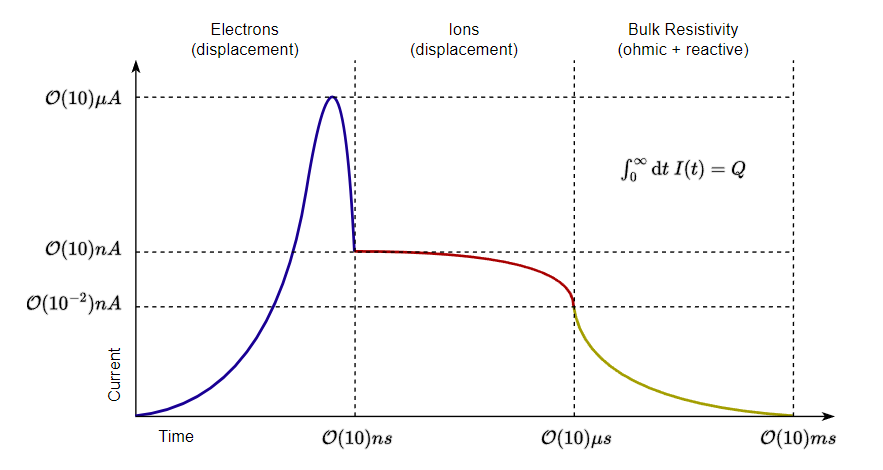 Electrons
(displacement)
Ions
(displacement)
Bulk Resistivity
(ohmic + reactive)
𝒪(10)μA
∫₀^∞ dt I(t) = Q
𝒪(10)nA
𝒪(10⁻²)nA
Current
Time
𝒪(10)ns
𝒪(10)μs
𝒪(10)ms